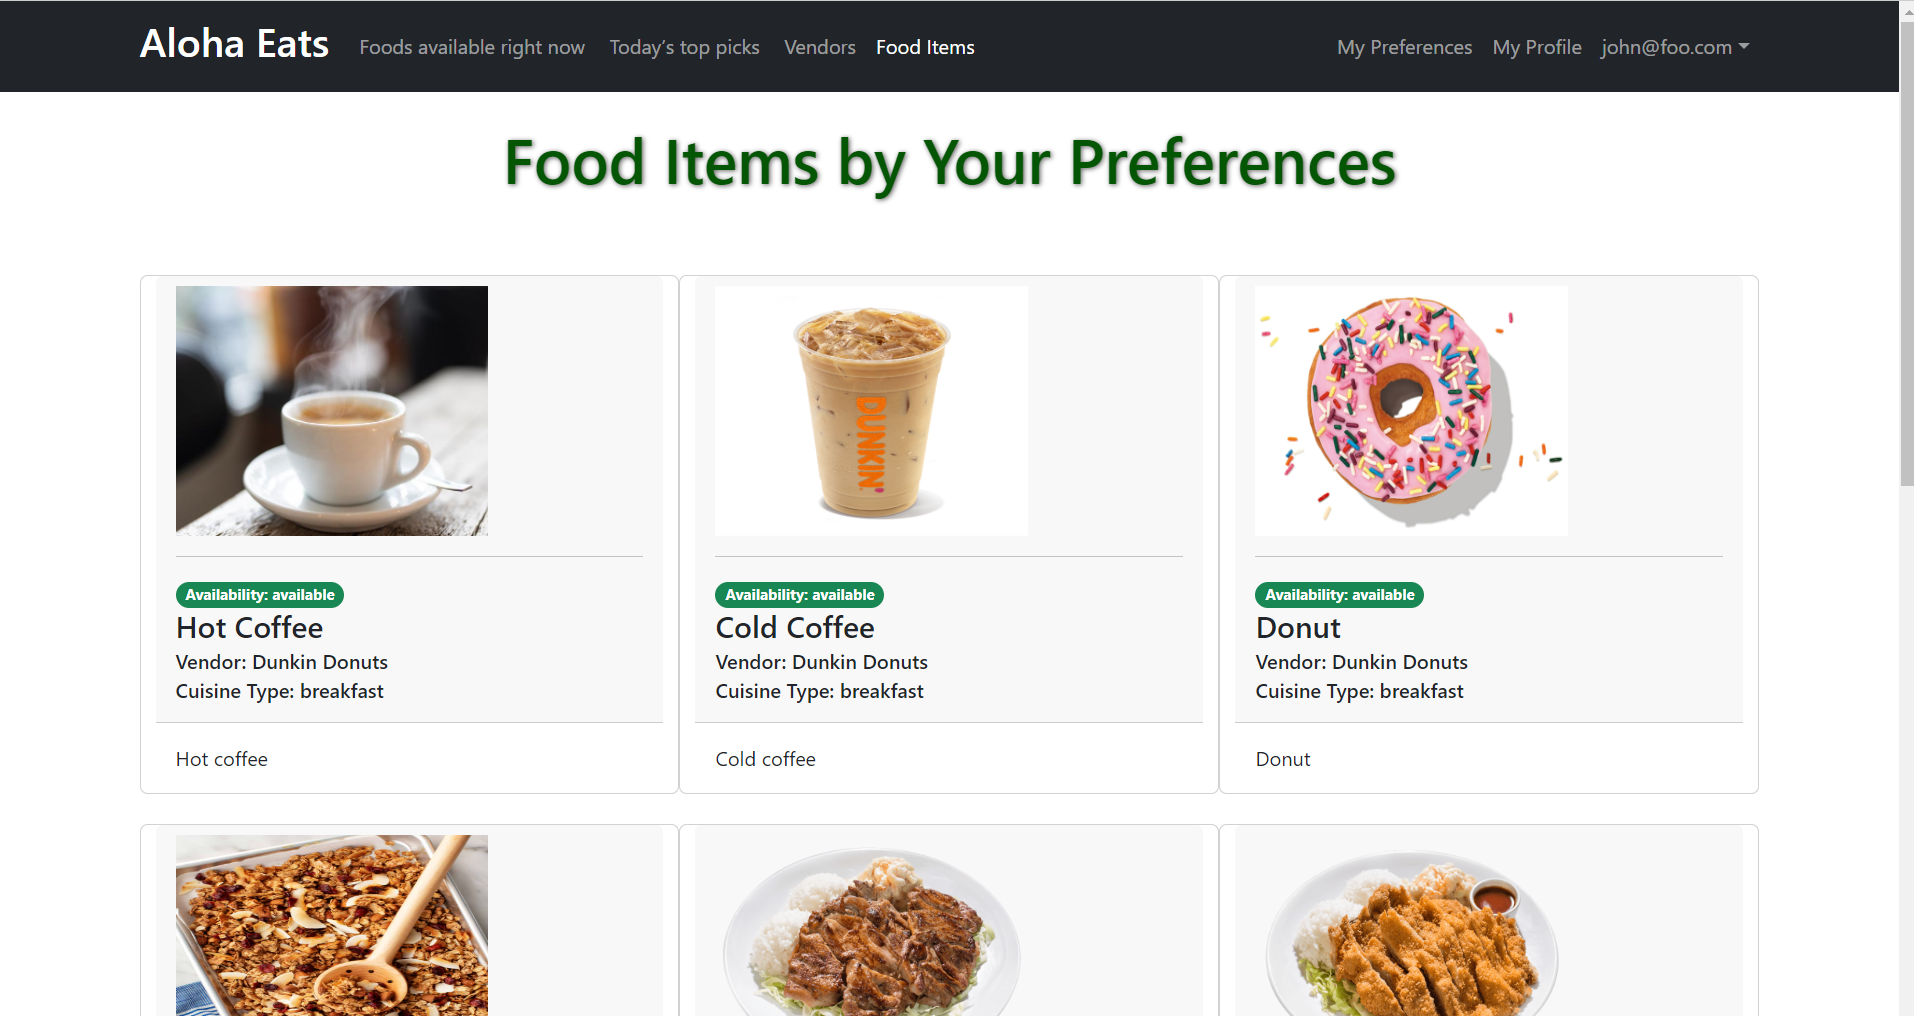 Aloha Eats Foods available right now Today's top picks Vendors Food Items My Preferences My Profile john@foo.com
Food Items by Your Preferences
DUNKIN'
Availability: available
Hot Coffee
Vendor: Dunkin Donuts
Cuisine Type: breakfast
Hot coffee
Availability: available
Cold Coffee
Vendor: Dunkin Donuts
Cuisine Type: breakfast
Cold coffee
Availability: available
Donut
Vendor: Dunkin Donuts
Cuisine Type: breakfast
Donut